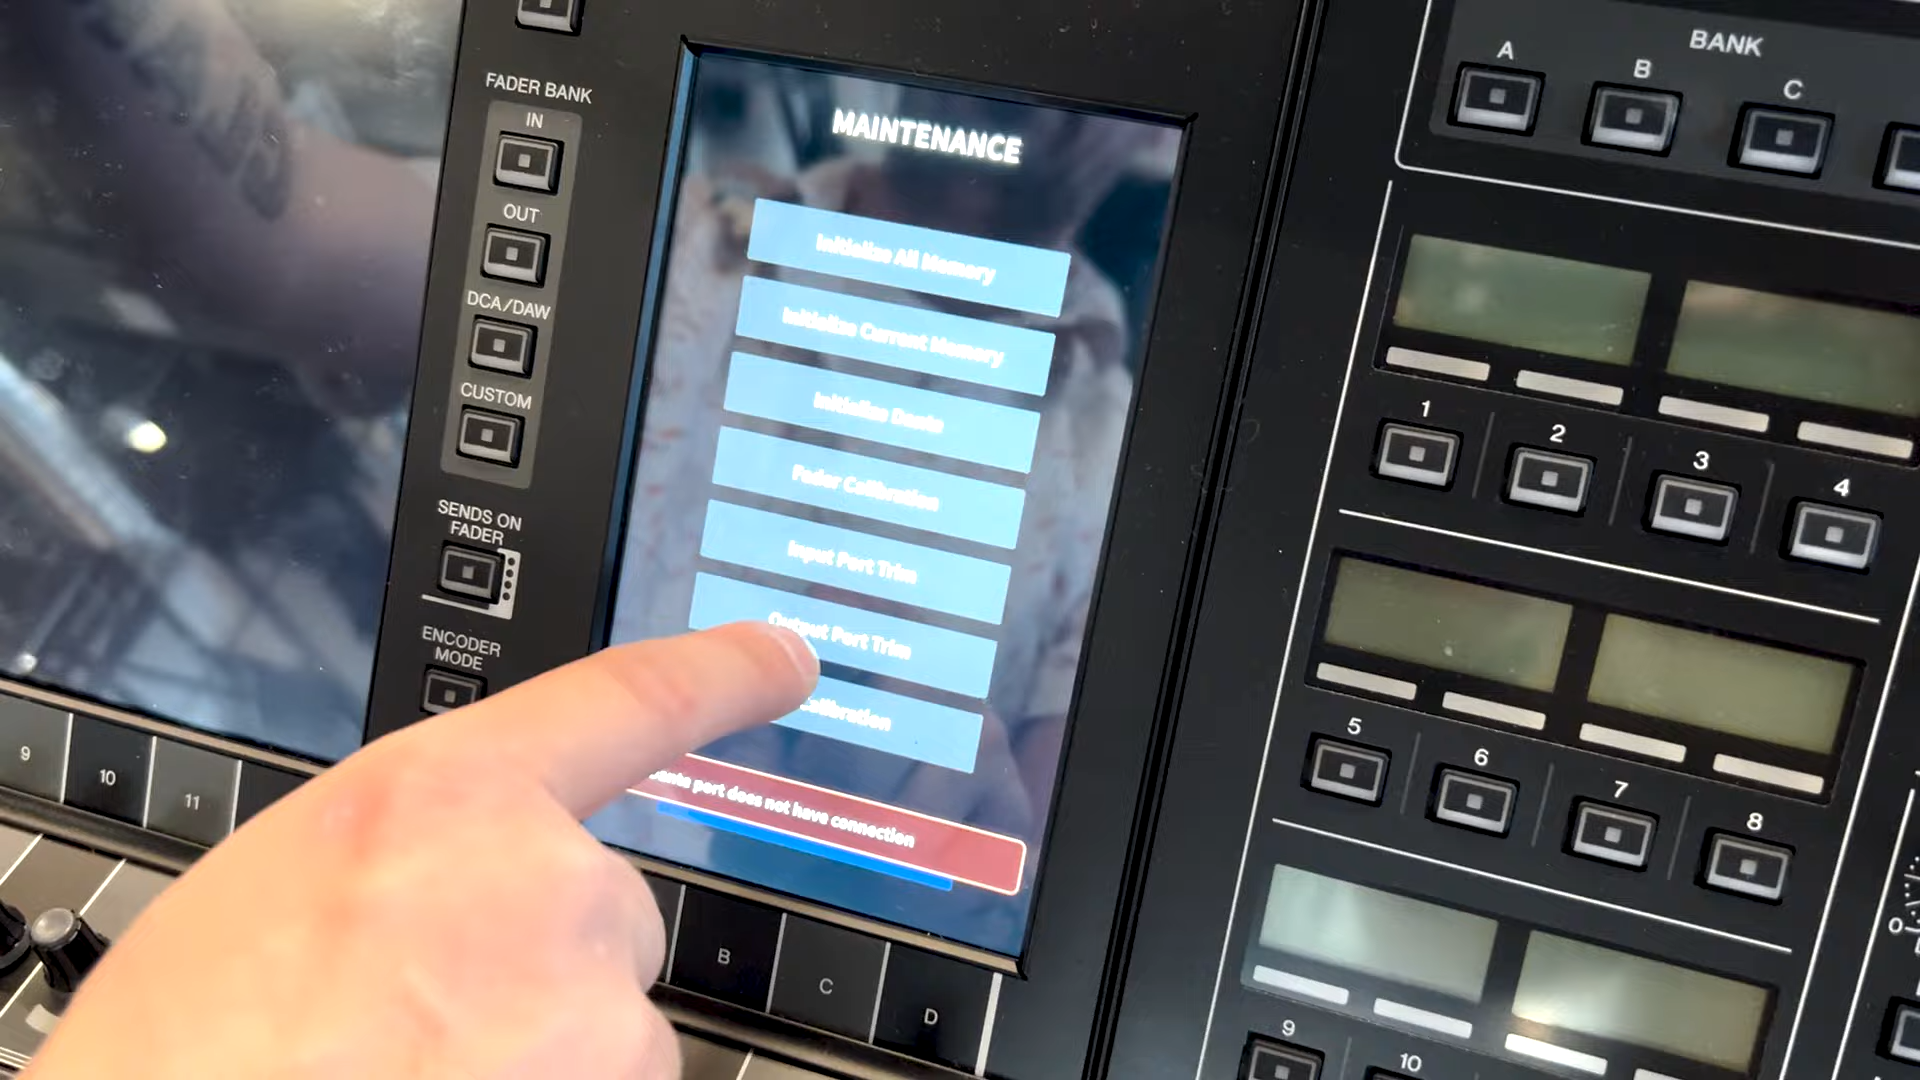 FADER BANK
IN
OUT
DCA/DAW
CUSTOM
SENDS ON
FADER
ENCODER
MODE
9
10
11
MAINTENANCE
Initialize All Memory
Initialize Current Memory
Initialize Dante
Fader Calibration
Input Port Trim
Output Port Trim
Calibration
port does not have connection
B
C
D
BANK
A
B
C
1
2
3
4
5
6
7
8
9
10
0